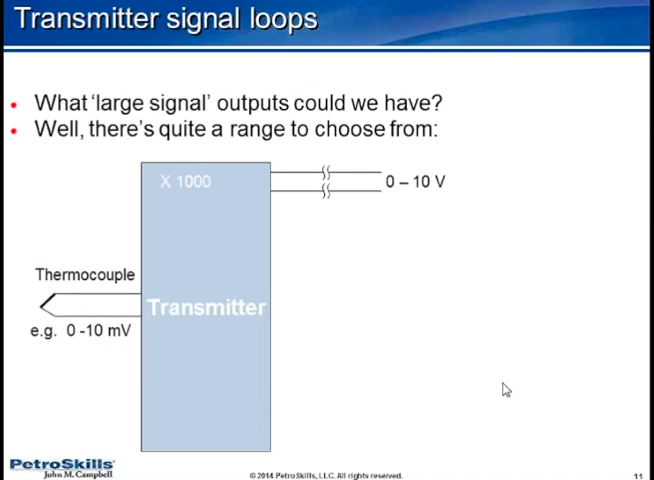 Transmitter signal loops
• What ‘large signal’ outputs could we have?
• Well, there’s quite a range to choose from:
X 1000
0 – 10 V
Thermocouple
Transmitter
e.g. 0 -10 mV
PetroSkills
John M. Campbell
© 2014 PetroSkills, LLC. All rights reserved.
11